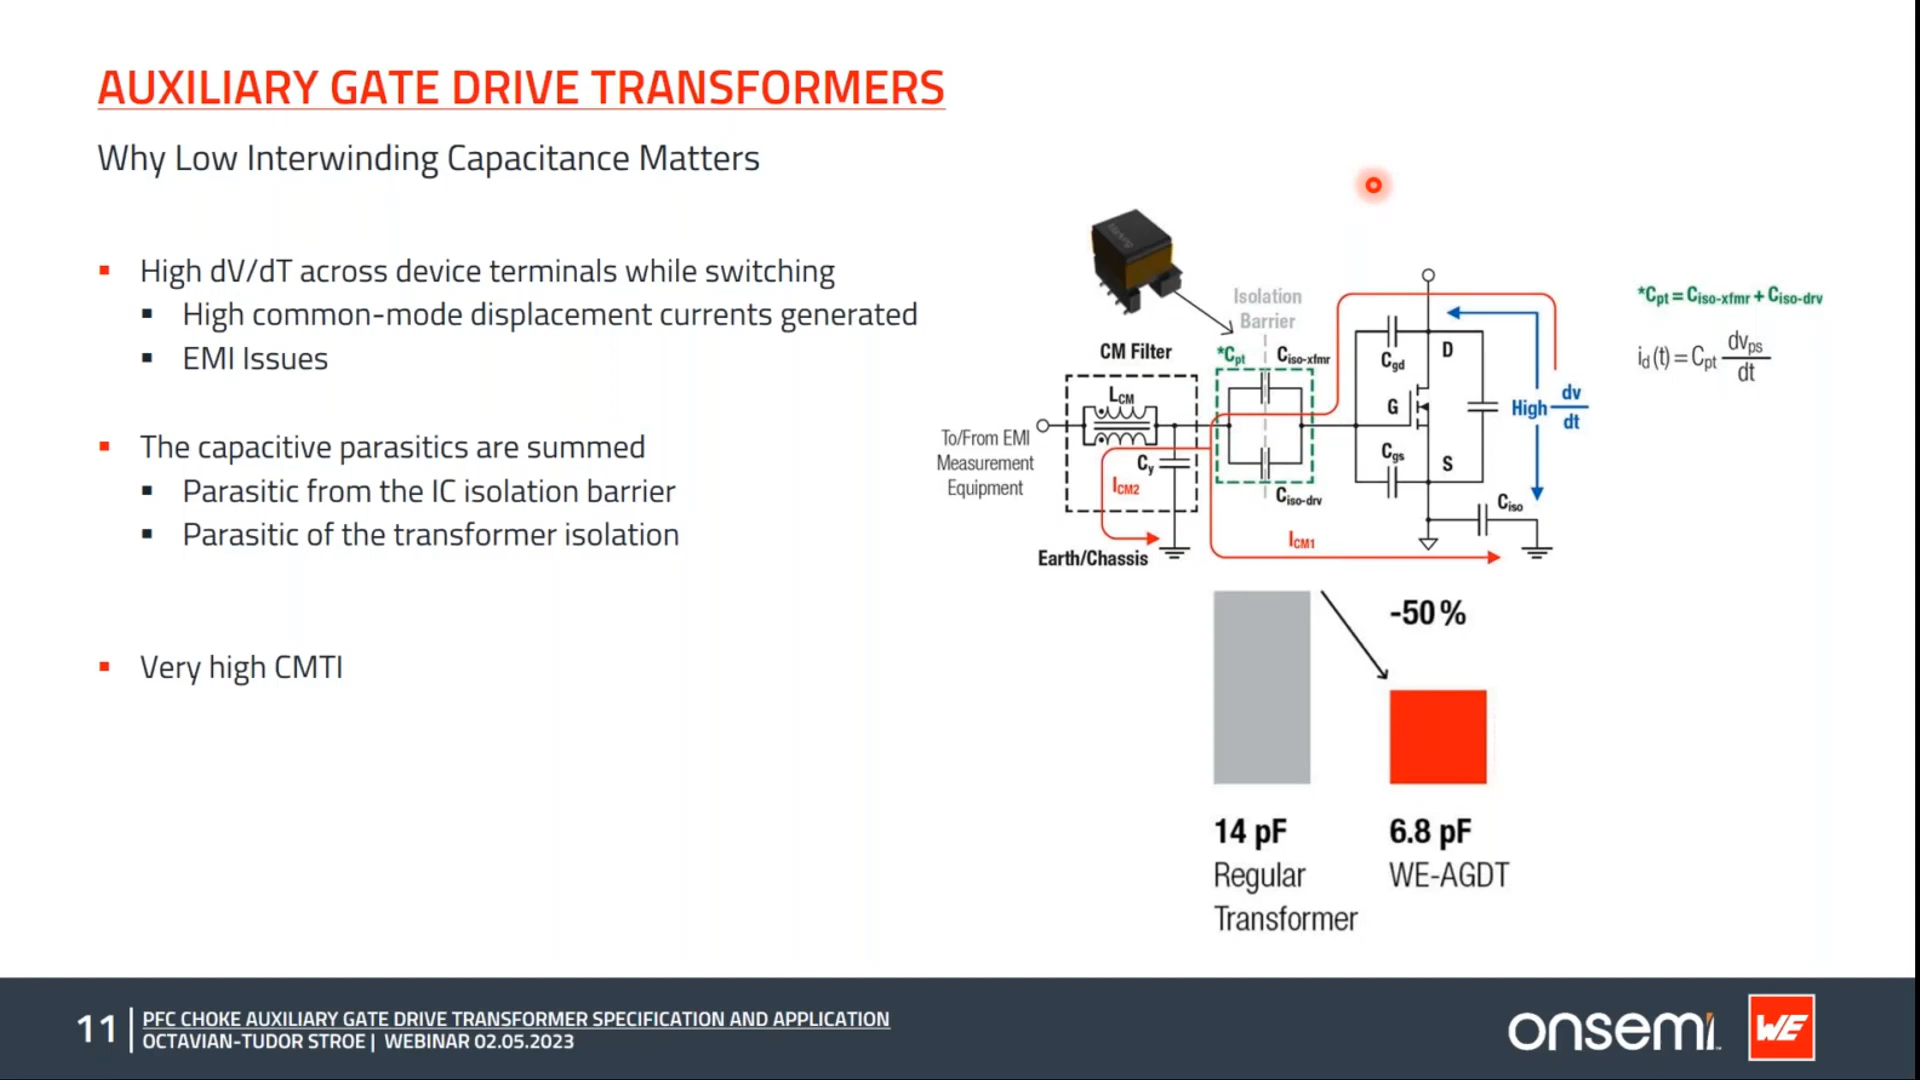 AUXILIARY GATE DRIVE TRANSFORMERS
Why Low Interwinding Capacitance Matters
High dV/dT across device terminals while switching
High common-mode displacement currents generated
EMI Issues
The capacitive parasitics are summed
Parasitic from the IC isolation barrier
Parasitic of the transformer isolation
Very high CMTI
Isolation
Barrier
CM Filter
*Cpt
Ciso-xfmr
LCM
To/From EMI
Measurement
Equipment
Cy
ICM2
Ciso-drv
Earth/Chassis
ICM1
Cgd
D
G
Cgs
S
Ciso
High dv/dt
*Cpt = Ciso-xfmr + Ciso-drv
id (t) = Cpt dvps/dt
-50 %
14 pF
Regular
Transformer
6.8 pF
WE-AGDT
11
PFC CHOKE AUXILIARY GATE DRIVE TRANSFORMER SPECIFICATION AND APPLICATION
OCTAVIAN-TUDOR STROE | WEBINAR 02.05.2023
onsemi
WE